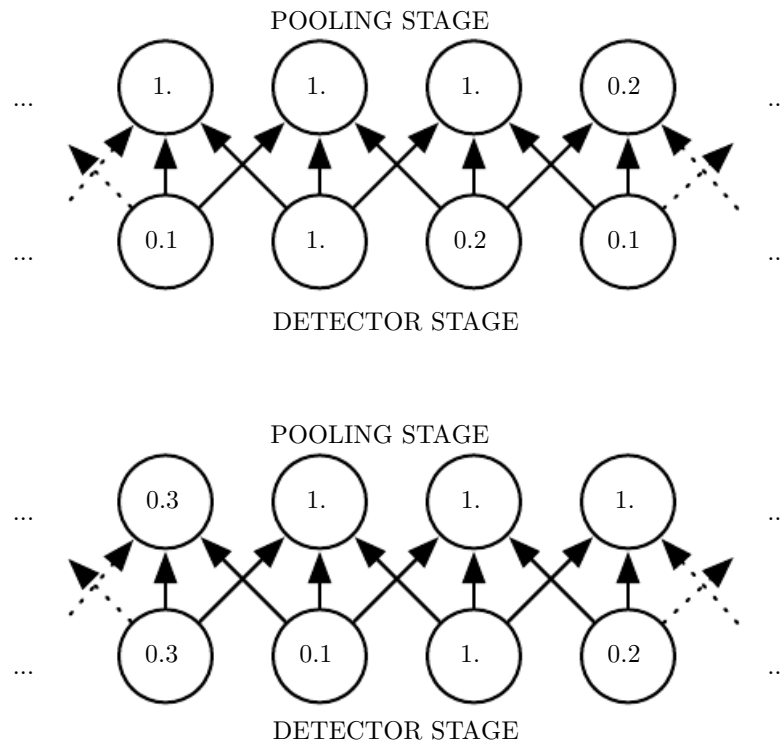 POOLING STAGE
... 1. 1. 1. 0.2 ..
... 0.1 1. 0.2 0.1 ..
DETECTOR STAGE
POOLING STAGE
... 0.3 1. 1. 1. ..
... 0.3 0.1 1. 0.2 ..
DETECTOR STAGE